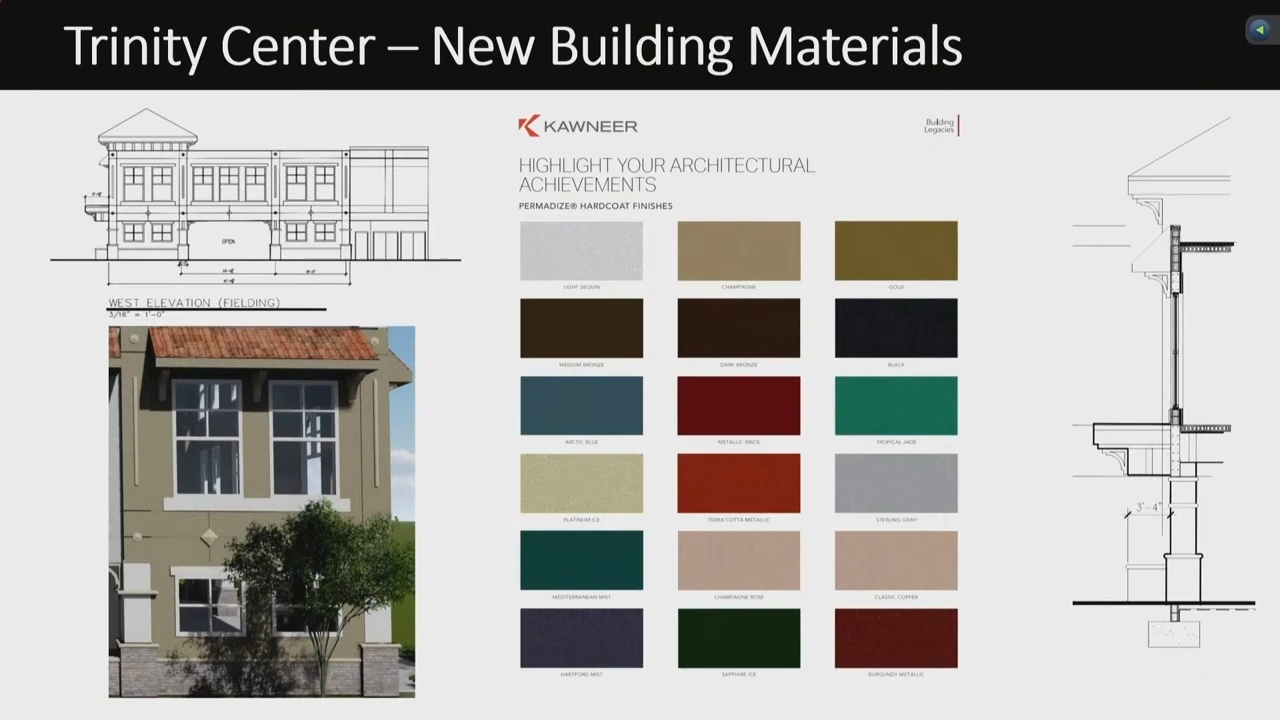 Trinity Center – New Building Materials
OPEN
WEST ELEVATION (FIELDING)
3/16" = 1'-0"
KAWNEER
Building
Legacies
HIGHLIGHT YOUR ARCHITECTURAL
ACHIEVEMENTS
PERMADIZE® HARDCOAT FINISHES
LIGHT SEQUIN
CHAMPAGNE
GOLD
MEDIUM BRONZE
DARK BRONZE
BLACK
ARCTIC BLUE
METALLIC BRICK
TROPICAL JADE
PLATINUM ICE
TERRA COTTA METALLIC
STERLING GRAY
MEDITERRANEAN MIST
CHAMPAGNE ROSE
CLASSIC COPPER
HARTFORD MIST
SAPPHIRE ICE
BURGUNDY METALLIC
3'-4"